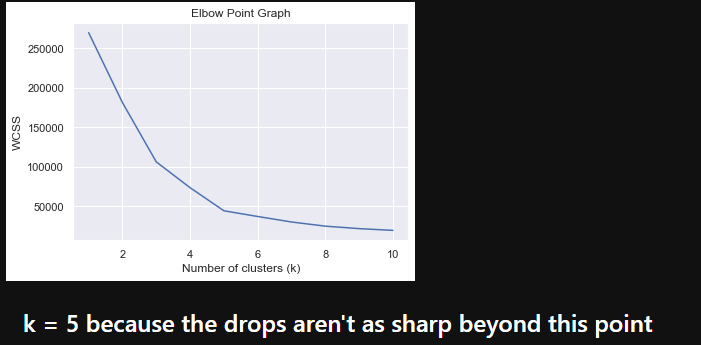 Elbow Point Graph
250000
200000
150000
100000
50000
WCSS
2 4 6 8 10
Number of clusters (k)
k = 5 because the drops aren't as sharp beyond this point